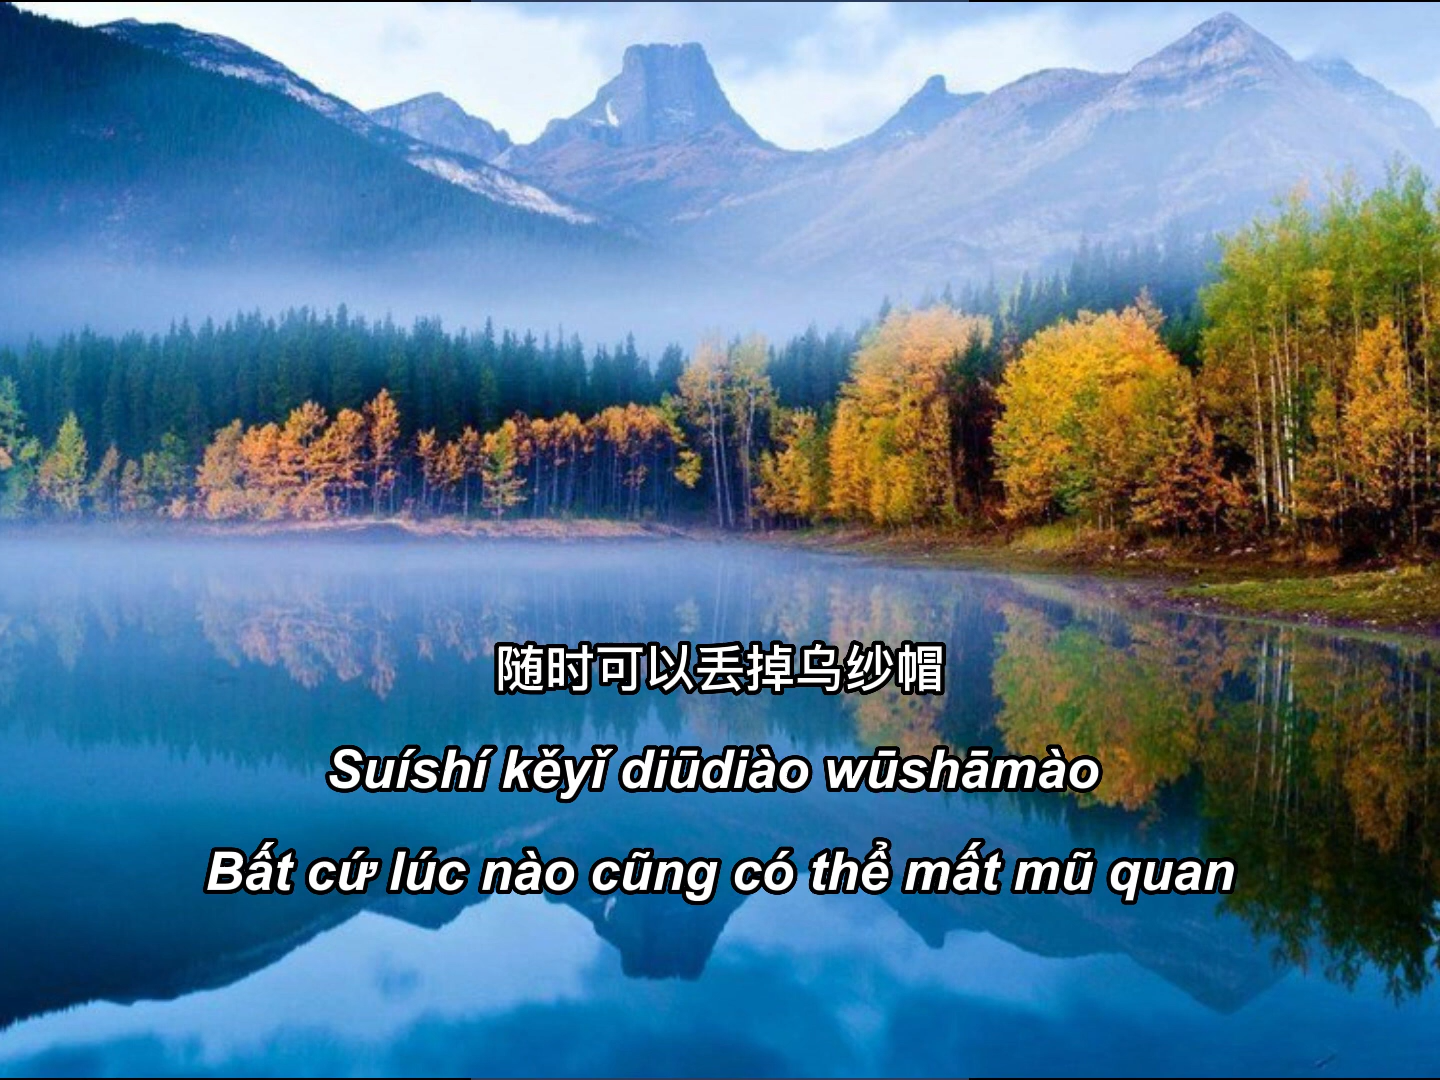 随时可以丢掉乌纱帽
Suíshí kěyǐ diūdiào wūshāmào
Bất cứ lúc nào cũng có thể mất mũ quan